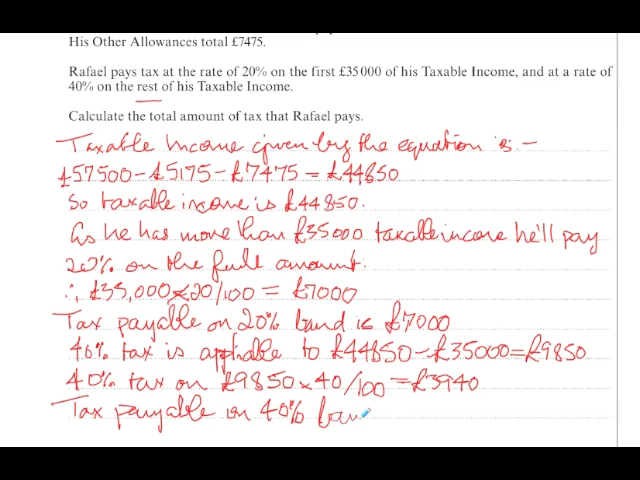 His Other Allowances total £7475.
Rafael pays tax at the rate of 20% on the first £35 000 of his Taxable Income, and at a rate of
40% on the rest of his Taxable Income.
Calculate the total amount of tax that Rafael pays.
Taxable Income given by the equation is –
£57500 – £5175 – £7475 = £44850
So taxable income is £44850.
As he has more than £35000 taxable income he'll pay
20% on the full amount.
∴ £35,000 × 20/100 = £7000
Tax payable on 20% band is £7000
40% tax is applicable to £44850 – £35000 = £9850
40% tax on £9850 × 40/100 = £3940
Tax payable on 40% ban